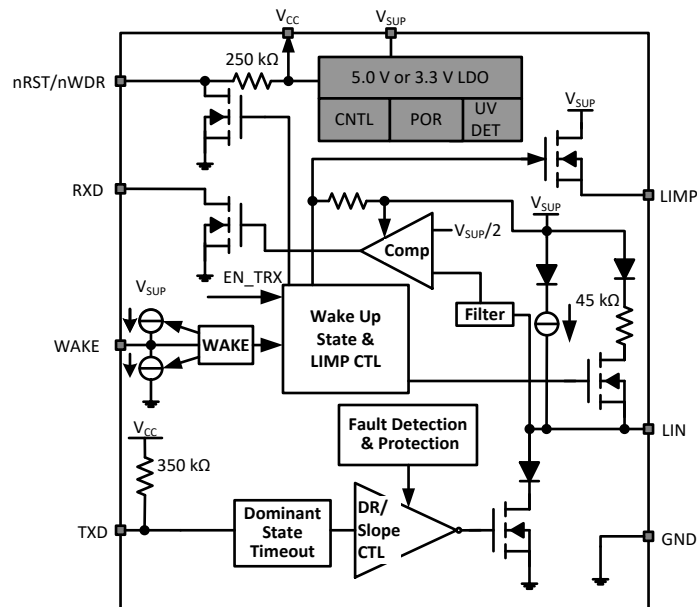 VCC
VSUP
250 kΩ
nRST/nWDR
5.0 V or 3.3 V LDO
CNTL
POR
UV
DET
VSUP
RXD
LIMP
VSUP
Comp
VSUP/2
EN_TRX
VSUP
Wake Up
State &
LIMP CTL
Filter
45 kΩ
WAKE
WAKE
Fault Detection
& Protection
LIN
VCC
350 kΩ
TXD
Dominant
State
Timeout
DR/
Slope
CTL
GND